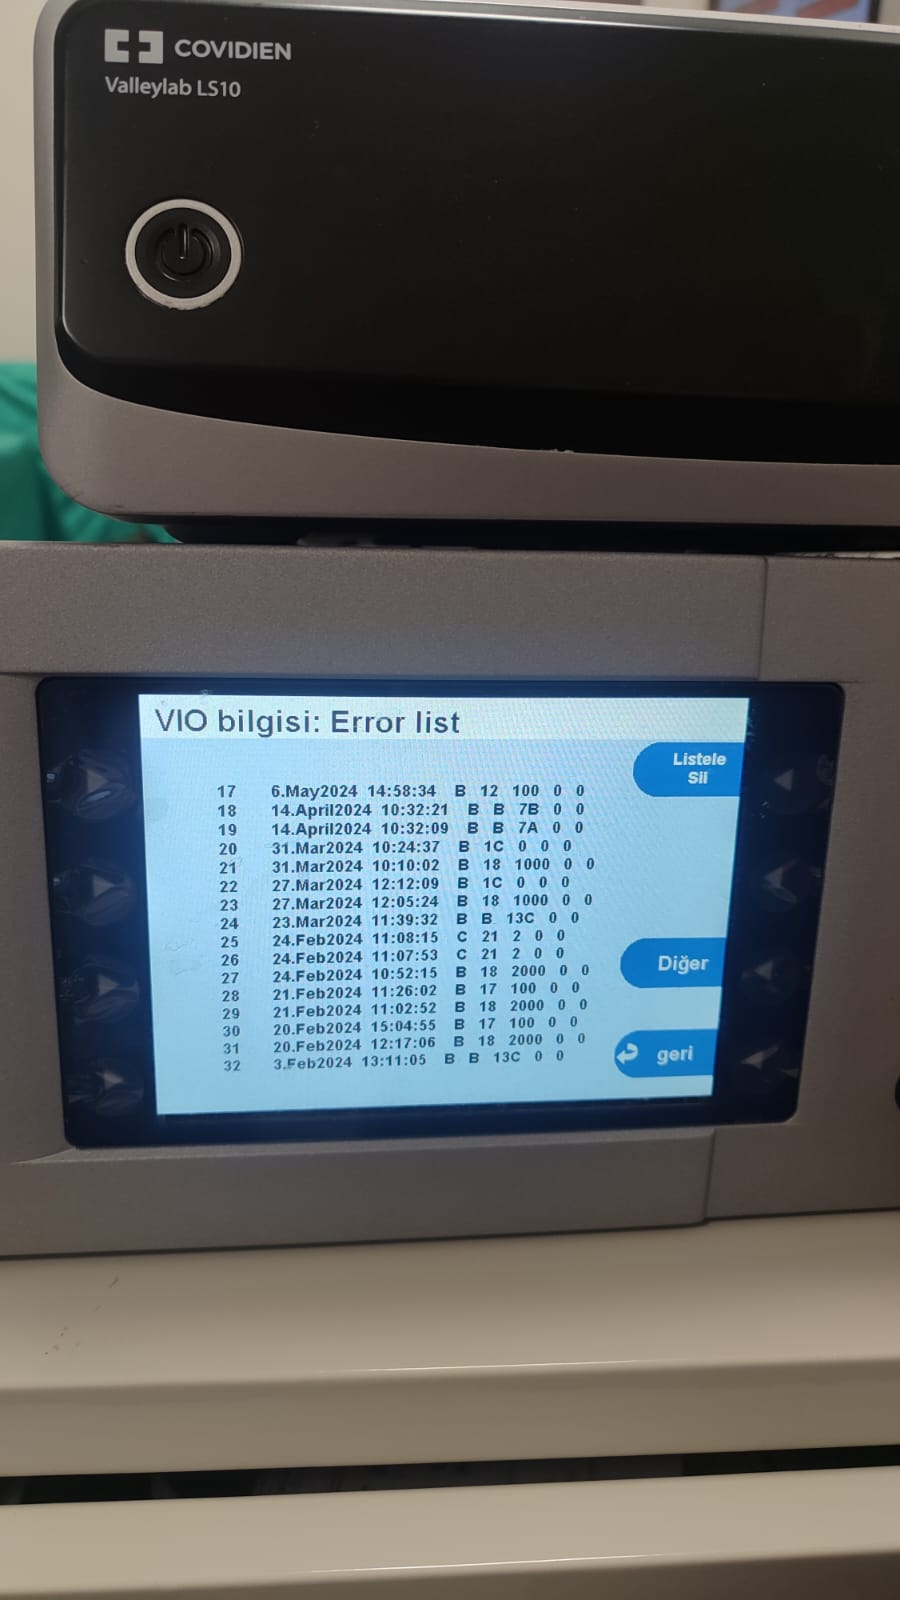 COVIDIEN
Valleylab LS10
VIO bilgisi: Error list
Listele
Sil
17 6.May2024 14:58:34 B 12 100 0 0
18 14.April2024 10:32:21 B B 7B 0 0
19 14.April2024 10:32:09 B B 7A 0 0
20 31.Mar2024 10:24:37 B 1C 0 0 0
21 31.Mar2024 10:10:02 B 18 1000 0 0
22 27.Mar2024 12:12:09 B 1C 0 0 0
23 27.Mar2024 12:05:24 B 18 1000 0 0
24 23.Mar2024 11:39:32 B B 13C 0 0
25 24.Feb2024 11:08:15 C 21 2 0 0
26 24.Feb2024 11:07:53 C 21 2 0 0
27 24.Feb2024 10:52:15 B 18 2000 0 0
28 21.Feb2024 11:26:02 B 17 100 0 0
29 21.Feb2024 11:02:52 B 18 2000 0 0
30 20.Feb2024 15:04:55 B 17 100 0 0
31 20.Feb2024 12:17:06 B 18 2000 0 0
32 3.Feb2024 13:11:05 B B 13C 0 0
Diğer
geri